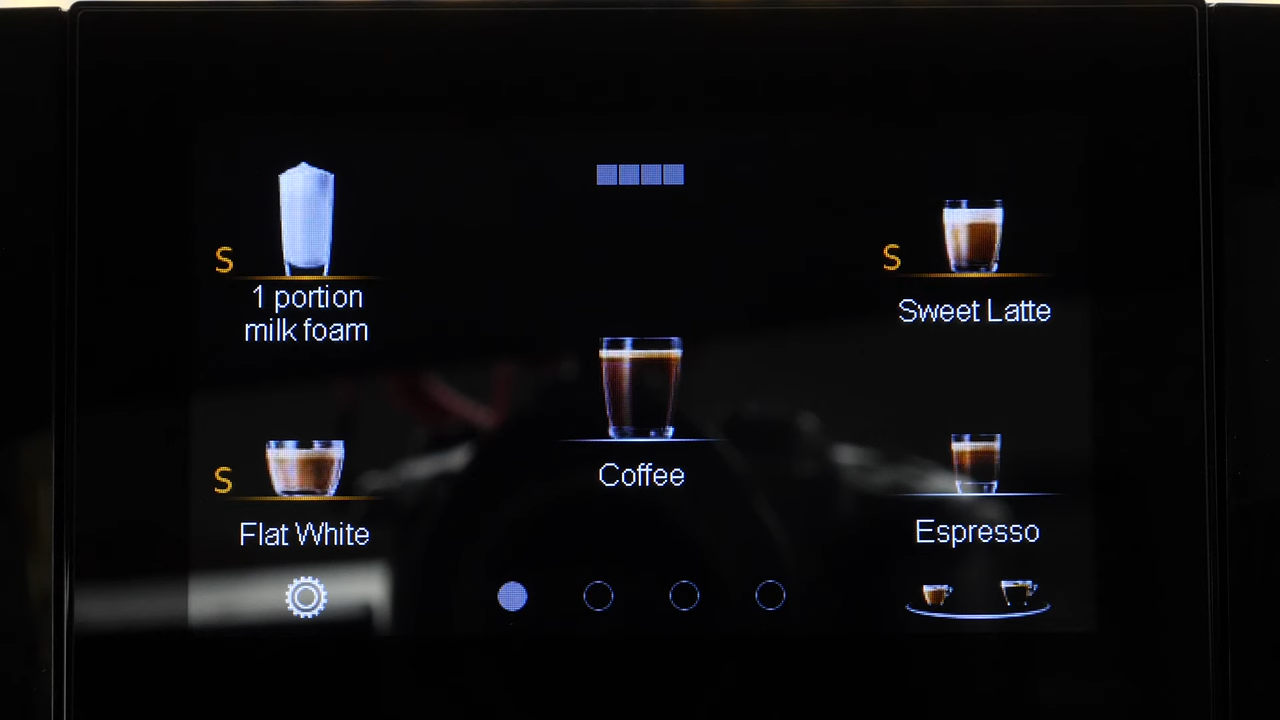 S
1 portion
milk foam
S
Sweet Latte
Coffee
S
Flat White
Espresso